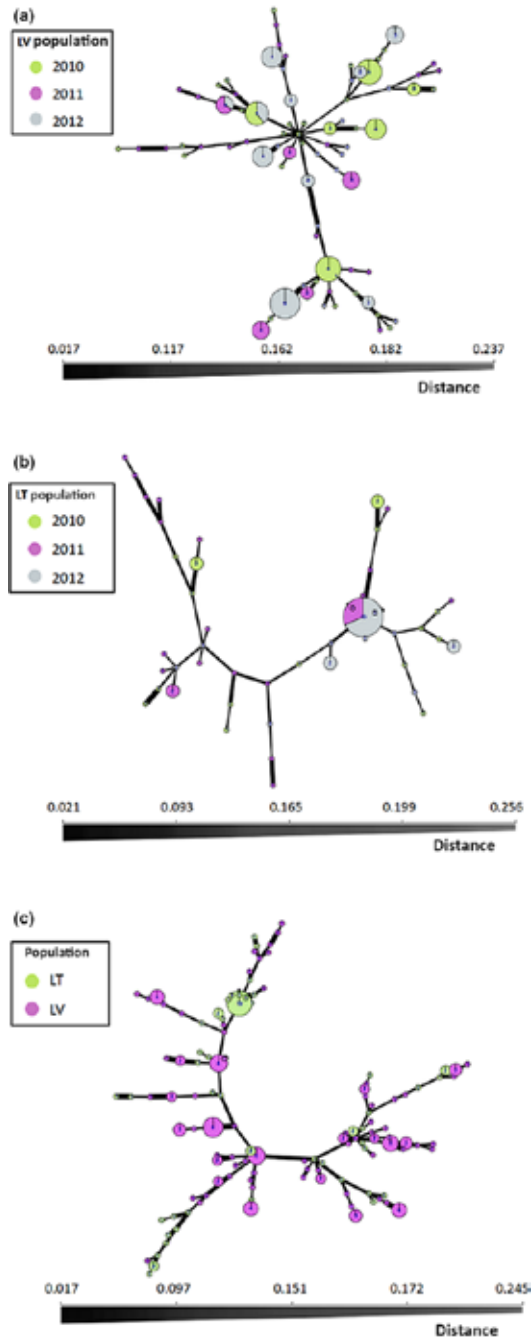 (a)
LV population
2010
2011
2012
0.017 0.117 0.162 0.182 0.237
Distance
(b)
LT population
2010
2011
2012
0.021 0.093 0.165 0.199 0.256
Distance
(c)
Population
LT
LV
0.017 0.097 0.151 0.172 0.245
Distance